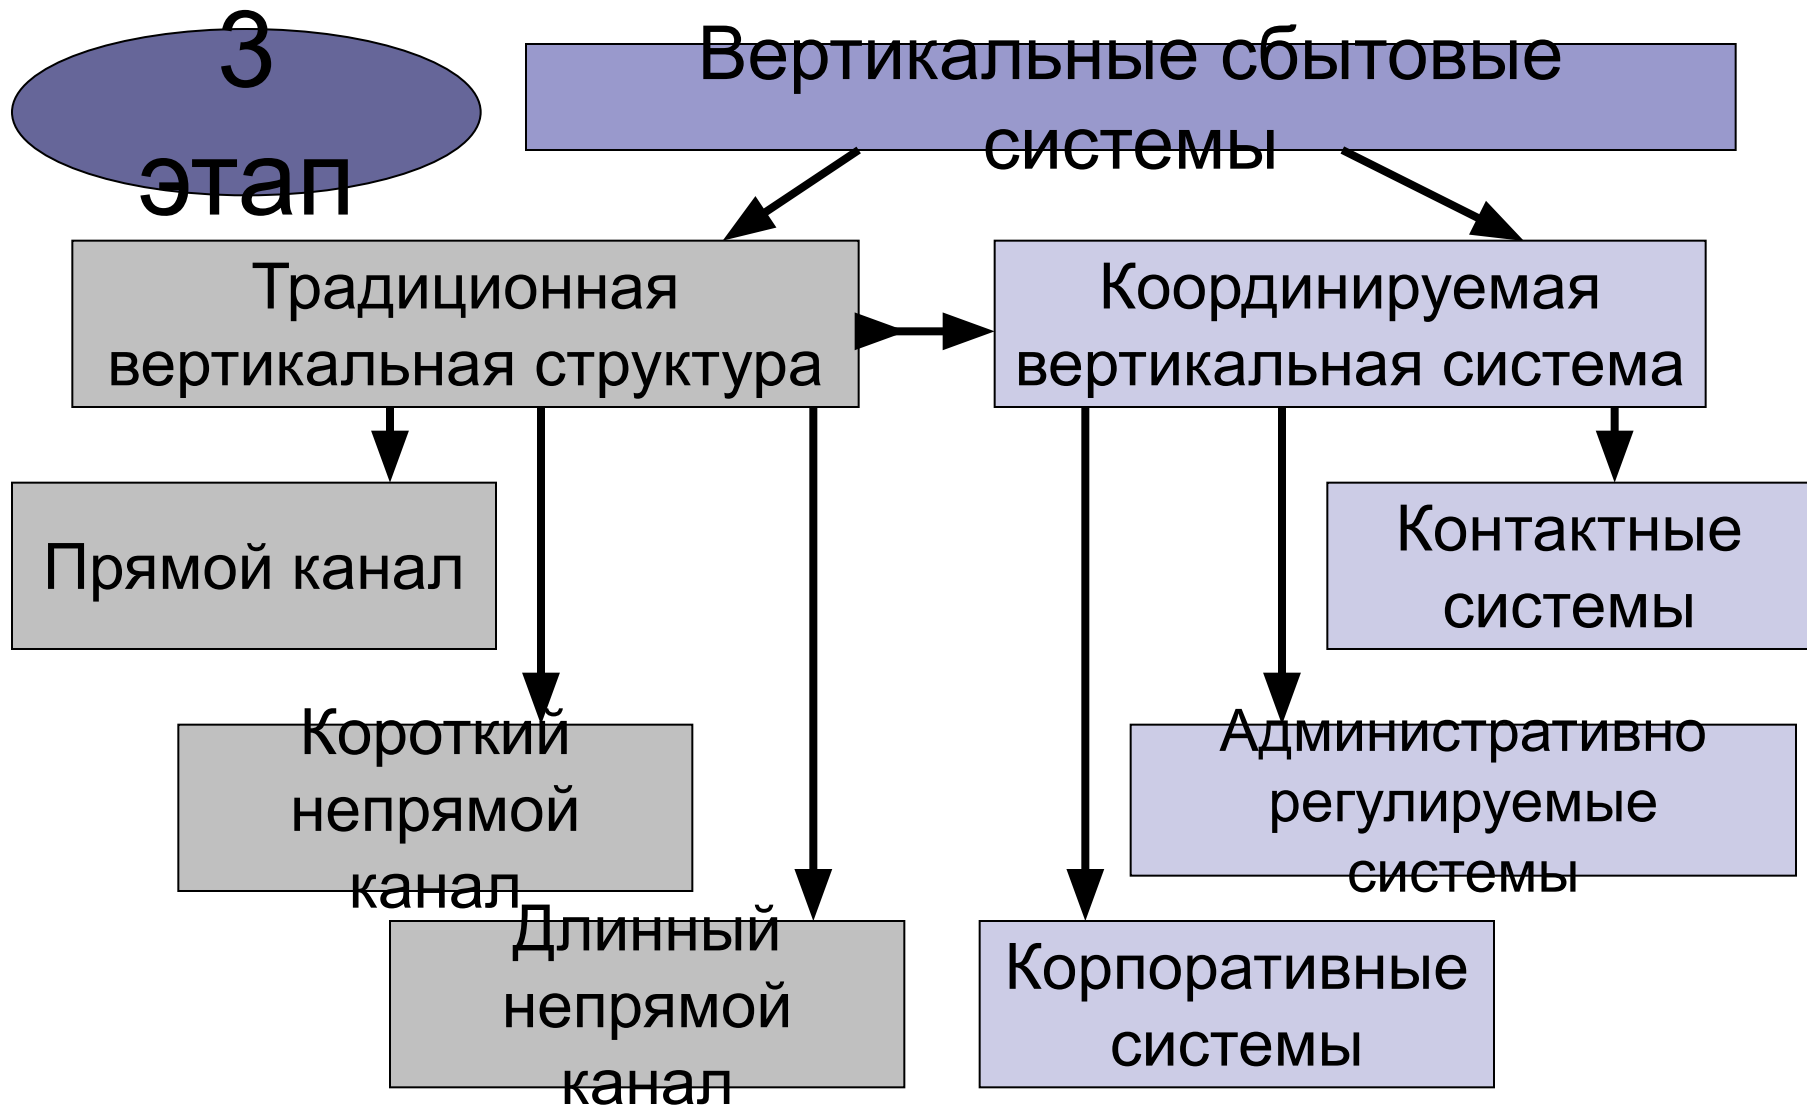 3
этап
Вертикальные сбытовые
системы
Традиционная
вертикальная структура
Координируемая
вертикальная система
Прямой канал
Контактные
системы
Короткий
непрямой
канал
Административно
регулируемые
системы
Длинный
непрямой
канал
Корпоративные
системы